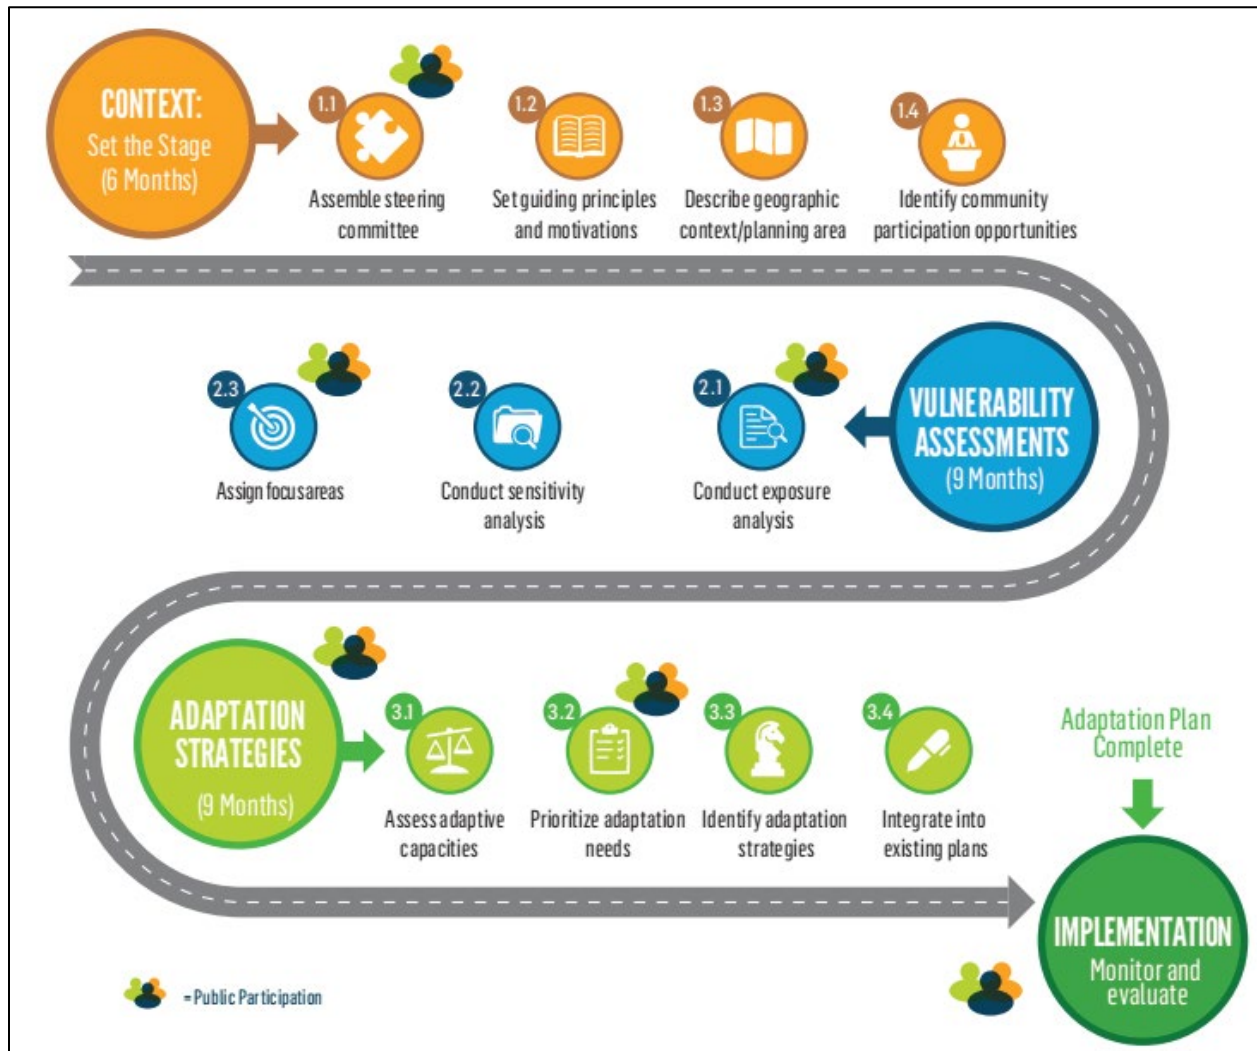 CONTEXT:
Set the Stage
(6 Months)
1.1
Assemble steering
committee
1.2
Set guiding principles
and motivations
1.3
Describe geographic
context/planning area
1.4
Identify community
participation opportunities
VULNERABILITY
ASSESSMENTS
(9 Months)
2.1
Conduct exposure
analysis
2.2
Conduct sensitivity
analysis
2.3
Assign focus areas
ADAPTATION
STRATEGIES
(9 Months)
3.1
Assess adaptive
capacities
3.2
Prioritize adaptation
needs
3.3
Identify adaptation
strategies
3.4
Integrate into
existing plans
Adaptation Plan
Complete
IMPLEMENTATION
Monitor and
evaluate
= Public Participation